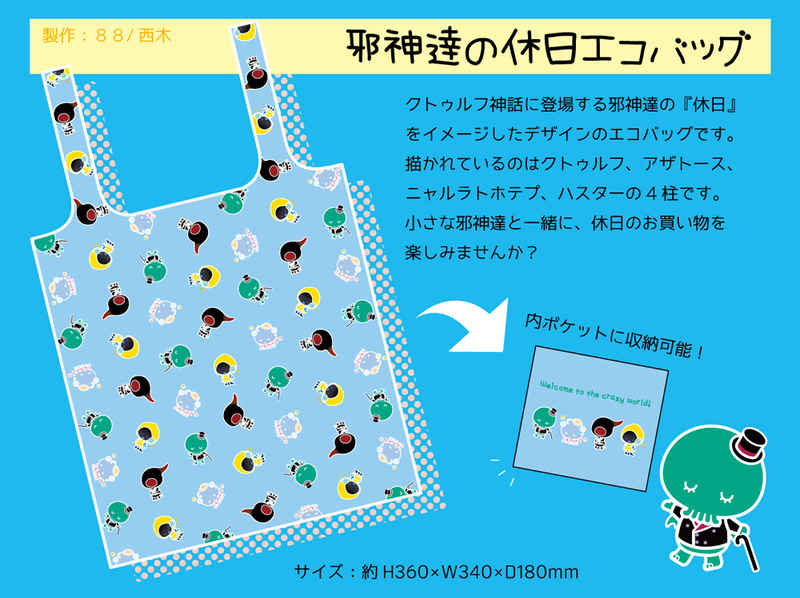 製作：８８/ 西木
邪神達の休日エコバッグ
クトゥルフ神話に登場する邪神達の『休日』
をイメージしたデザインのエコバッグです。
描かれているのはクトゥルフ、アザトース、
ニャルラトホテプ、ハスターの４柱です。
小さな邪神達と一緒に、休日のお買い物を
楽しみませんか？
内ポケットに収納可能！
Welcome to the crazy world!
サイズ：約 H360×W340×D180mm